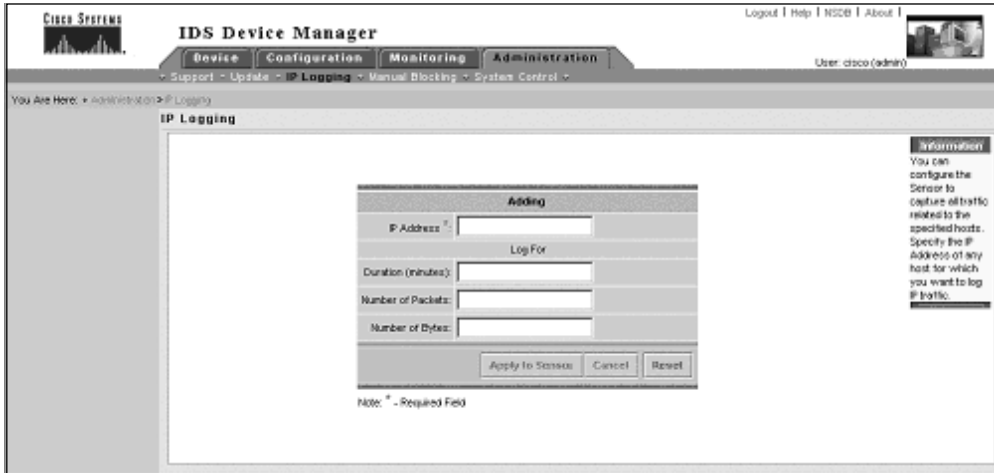 Logout | Help | NSDB | About |
Cisco Systems
IDS Device Manager
Device Configuration Monitoring Administration
User: cisco (admin)
Support Update IP Logging Manual Blocking System Control
You Are Here: Administration > IP Logging
IP Logging
Adding
IP Address *:
Log For
Duration (minutes):
Number of Packets:
Number of Bytes:
Apply to Sensor Cancel Reset
Note: * - Required Field
Information
You can
configure the
Sensor to
capture all traffic
related to the
specified hosts.
Specify the IP
Address of any
host for which
you want to log
IP traffic.